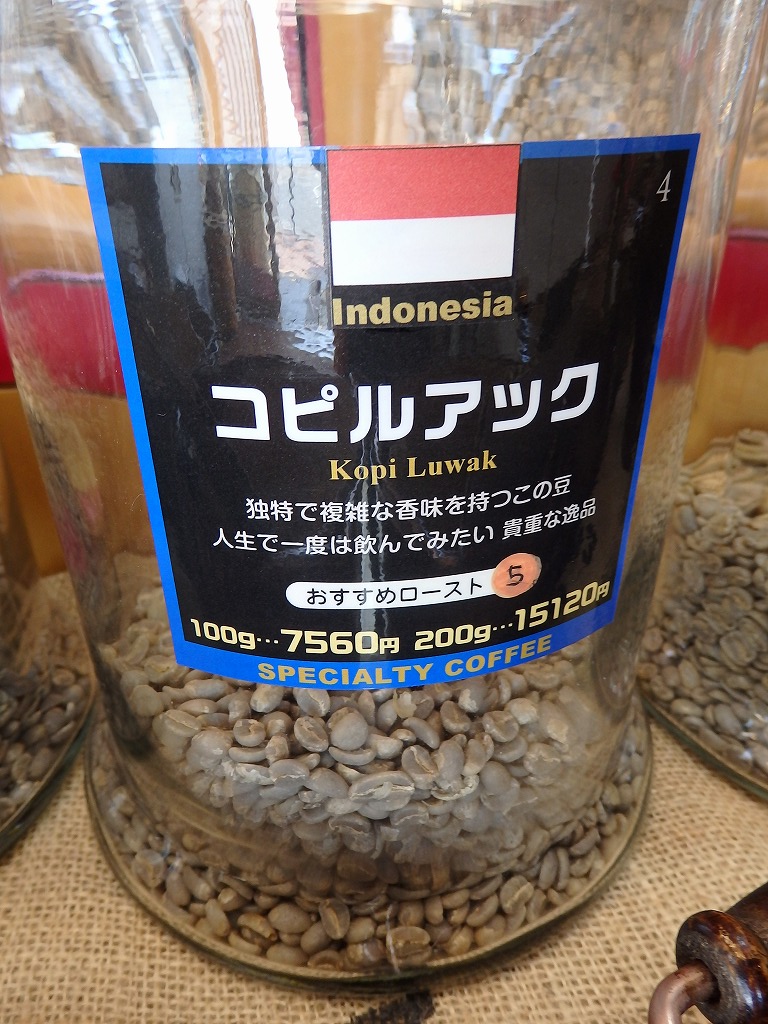 4
Indonesia
コピルアック
Kopi Luwak
独特で複雑な香味を持つこの豆
人生で一度は飲んでみたい 貴重な逸品
おすすめロースト 5
100g…7560円 200g…15120円
SPECIALTY COFFEE